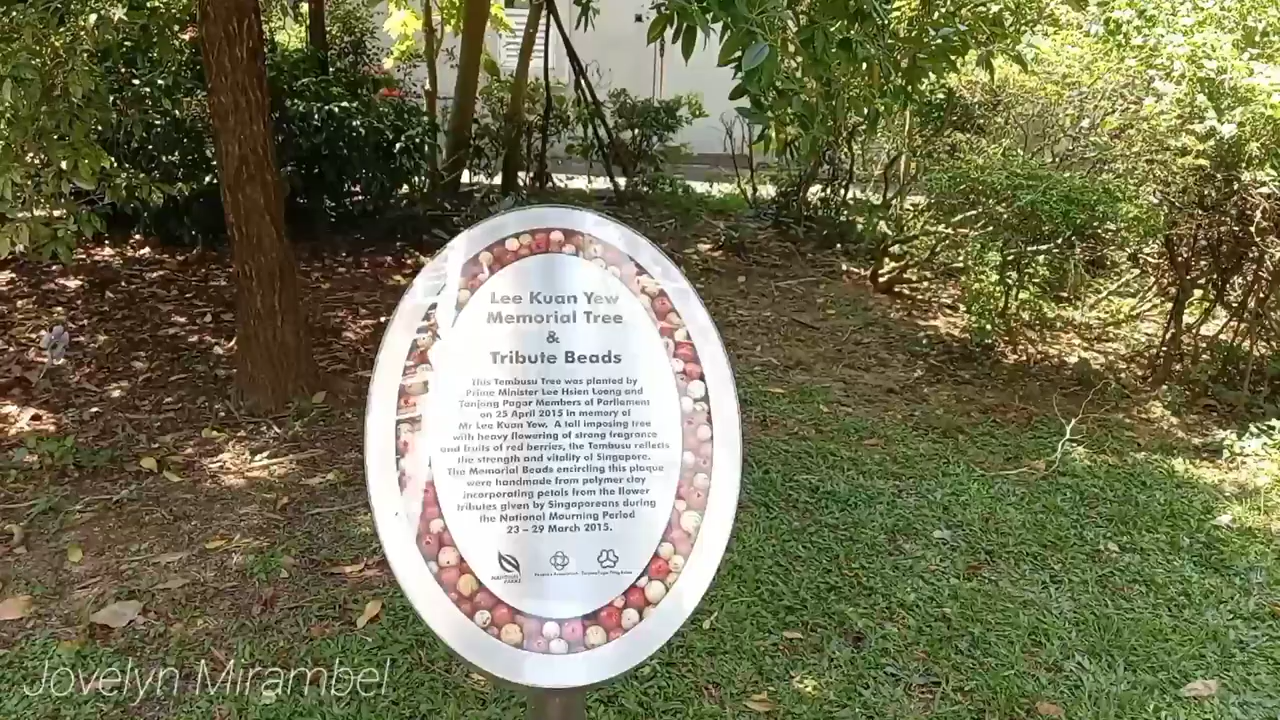 Lee Kuan Yew
Memorial Tree
&
Tribute Beads
This Tembusu Tree was planted by
Prime Minister Lee Hsien Loong and
Tanjong Pagar Members of Parliament
on 25 April 2015 in memory of
Mr Lee Kuan Yew. A tall imposing tree
with heavy flowering of strong fragrance
and fruits of red berries, the Tembusu reflects
the strength and vitality of Singapore.
The Memorial Beads encircling this plaque
were handmade from polymer clay
incorporating petals from the flower
tributes given by Singaporeans during
the National Mourning Period
23 – 29 March 2015.
NATIONAL
PARKS
People's Association
Jovelyn Mirambel